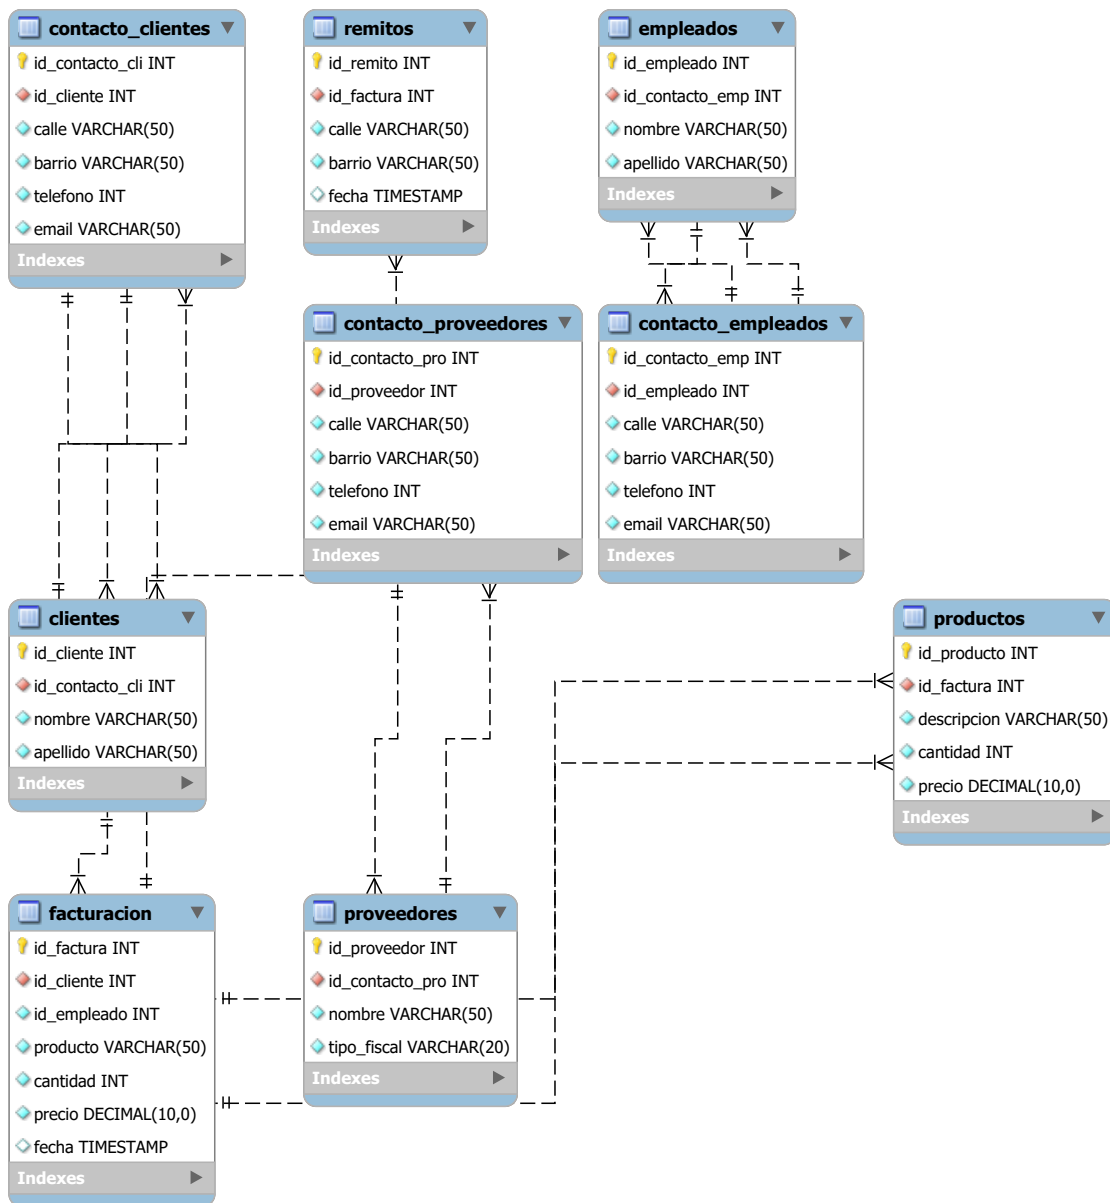 contacto_clientes
id_contacto_cli INT
id_cliente INT
calle VARCHAR(50)
barrio VARCHAR(50)
telefono INT
email VARCHAR(50)
Indexes
remitos
id_remito INT
id_factura INT
calle VARCHAR(50)
barrio VARCHAR(50)
fecha TIMESTAMP
Indexes
empleados
id_empleado INT
id_contacto_emp INT
nombre VARCHAR(50)
apellido VARCHAR(50)
Indexes
contacto_proveedores
id_contacto_pro INT
id_proveedor INT
calle VARCHAR(50)
barrio VARCHAR(50)
telefono INT
email VARCHAR(50)
Indexes
contacto_empleados
id_contacto_emp INT
id_empleado INT
calle VARCHAR(50)
barrio VARCHAR(50)
telefono INT
email VARCHAR(50)
Indexes
clientes
id_cliente INT
id_contacto_cli INT
nombre VARCHAR(50)
apellido VARCHAR(50)
Indexes
productos
id_producto INT
id_factura INT
descripcion VARCHAR(50)
cantidad INT
precio DECIMAL(10,0)
Indexes
facturacion
id_factura INT
id_cliente INT
id_empleado INT
producto VARCHAR(50)
cantidad INT
precio DECIMAL(10,0)
fecha TIMESTAMP
Indexes
proveedores
id_proveedor INT
id_contacto_pro INT
nombre VARCHAR(50)
tipo_fiscal VARCHAR(20)
Indexes